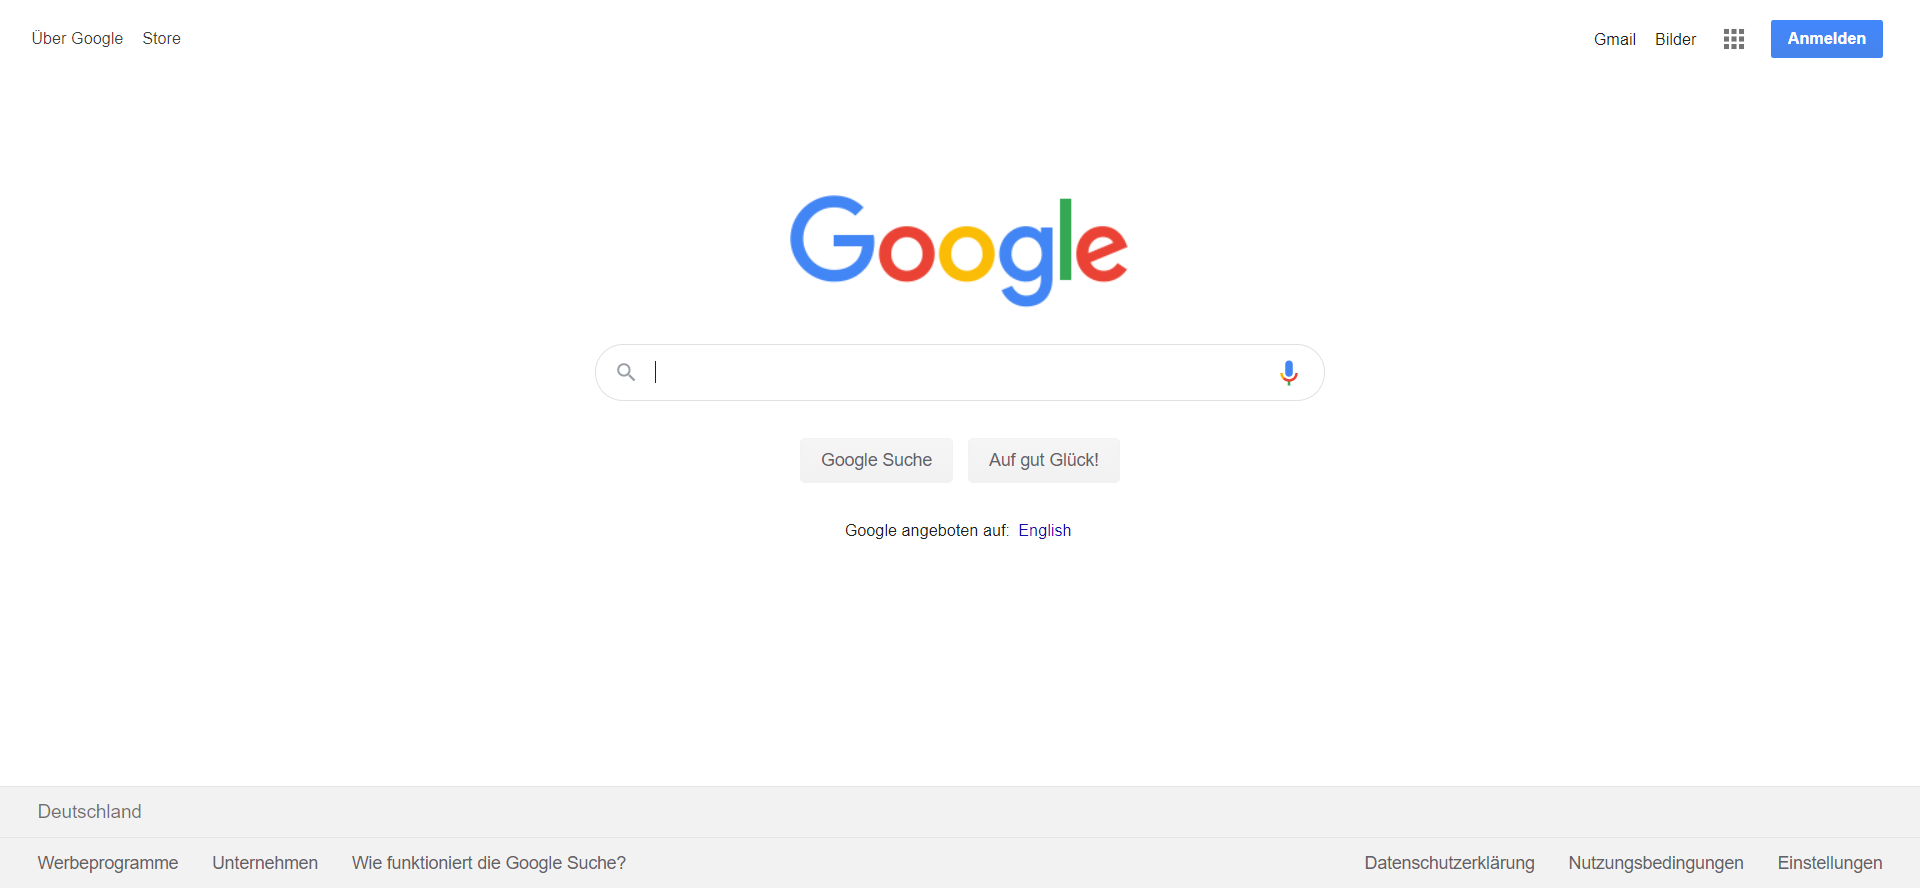 Über Google Store
Gmail Bilder Anmelden
Google
Google Suche Auf gut Glück!
Google angeboten auf: English
Deutschland
Werbeprogramme Unternehmen Wie funktioniert die Google Suche? Datenschutzerklärung Nutzungsbedingungen Einstellungen